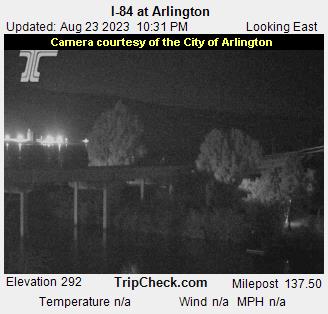 I-84 at Arlington
Updated: Aug 23 2023 10:31 PM Looking East
Camera courtesy of the City of Arlington
Elevation 292 TripCheck.com Milepost 137.50
Temperature n/a Wind n/a MPH n/a